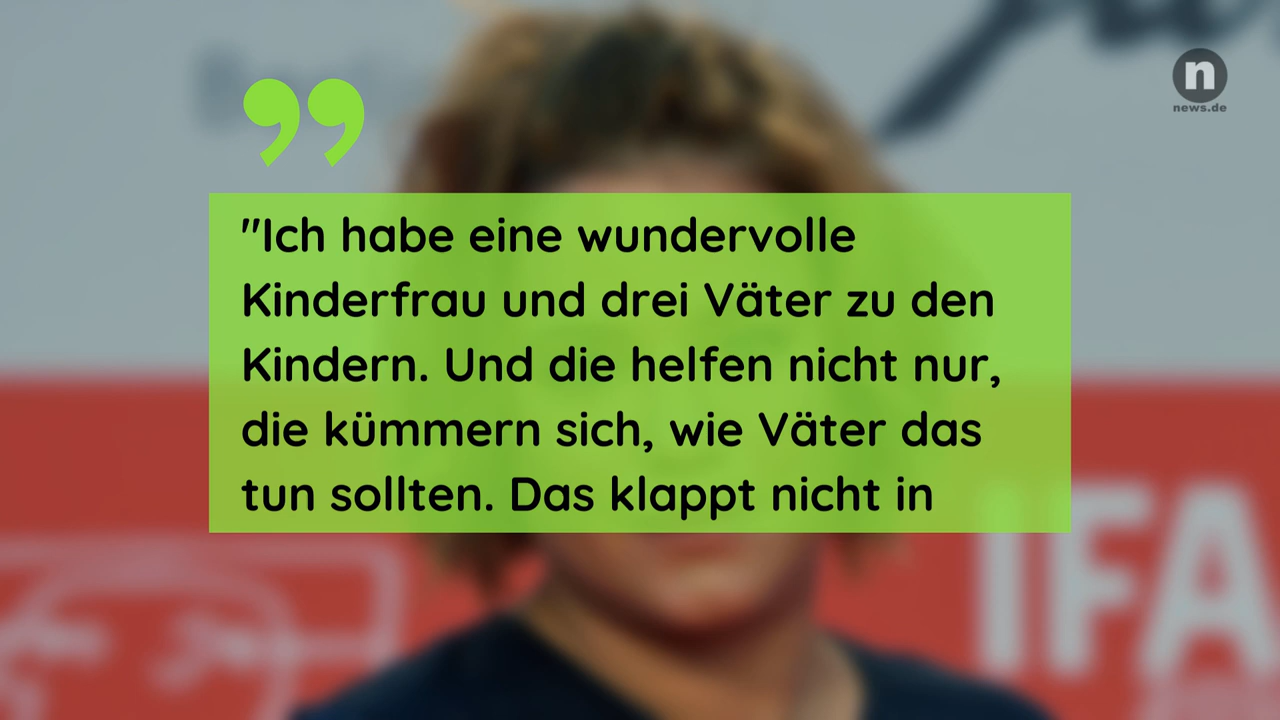 n
news.de
"Ich habe eine wundervolle
Kinderfrau und drei Väter zu den
Kindern. Und die helfen nicht nur,
die kümmern sich, wie Väter das
tun sollten. Das klappt nicht in
IFA